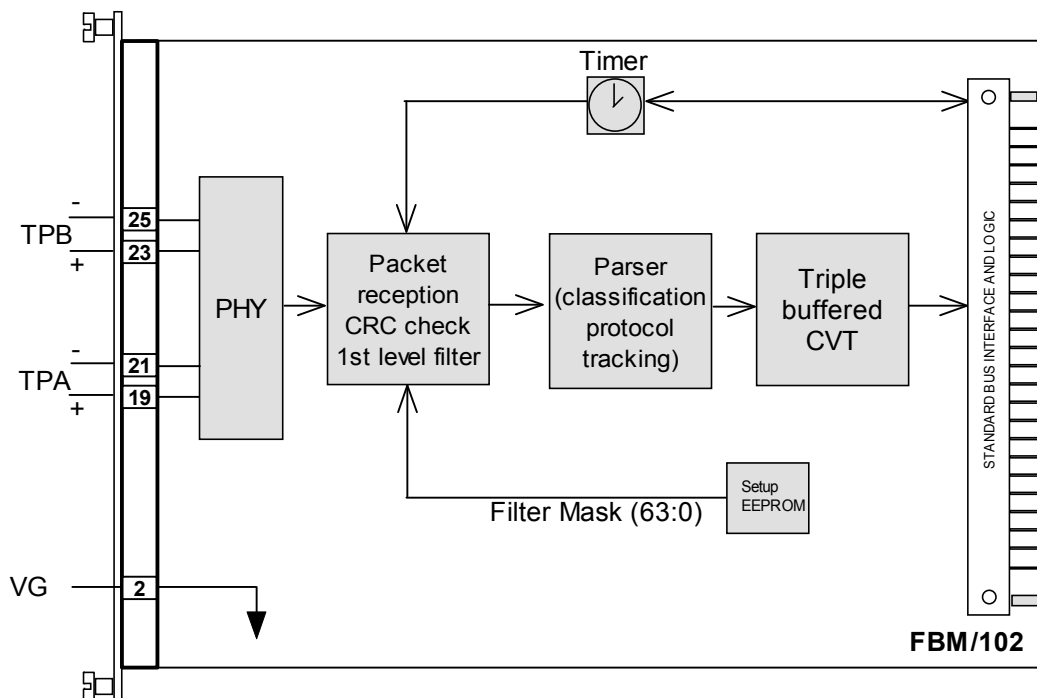 Timer
-
25
TPB
23
+
PHY
Packet
reception
CRC check
1st level filter
Parser
(classification
protocol
tracking)
Triple
buffered
CVT
STANDARD BUS INTERFACE AND LOGIC
-
21
TPA
19
+
Setup
EEPROM
Filter Mask (63:0)
VG
2
FBM/102